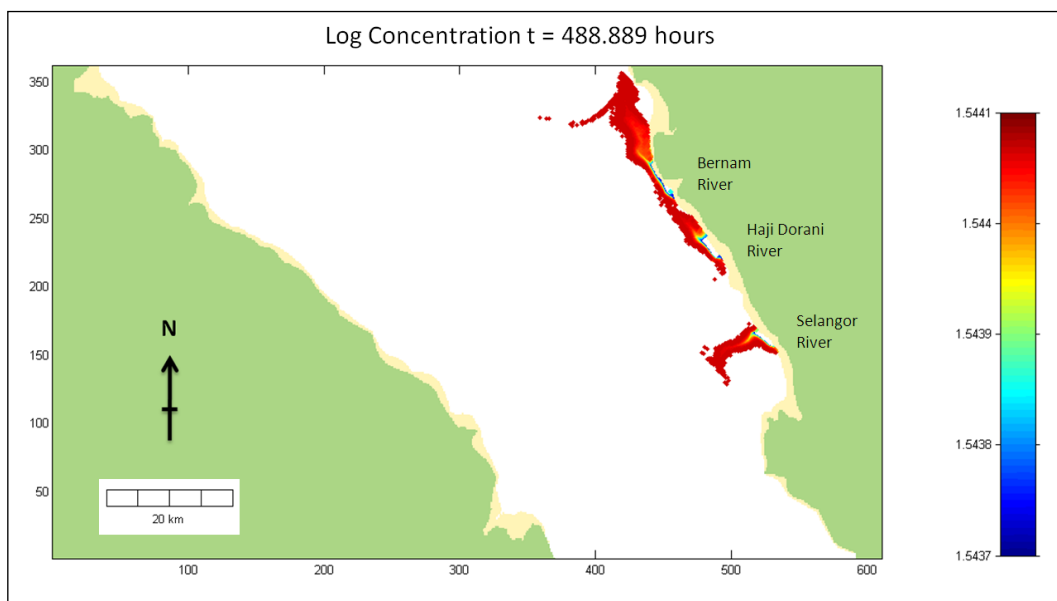 Log Concentration t = 488.889 hours
350
300
250
200
150
100
50
100
200
300
400
500
600
N
20 km
Bernam
River
Haji Dorani
River
Selangor
River
1.5441
1.544
1.5439
1.5438
1.5437